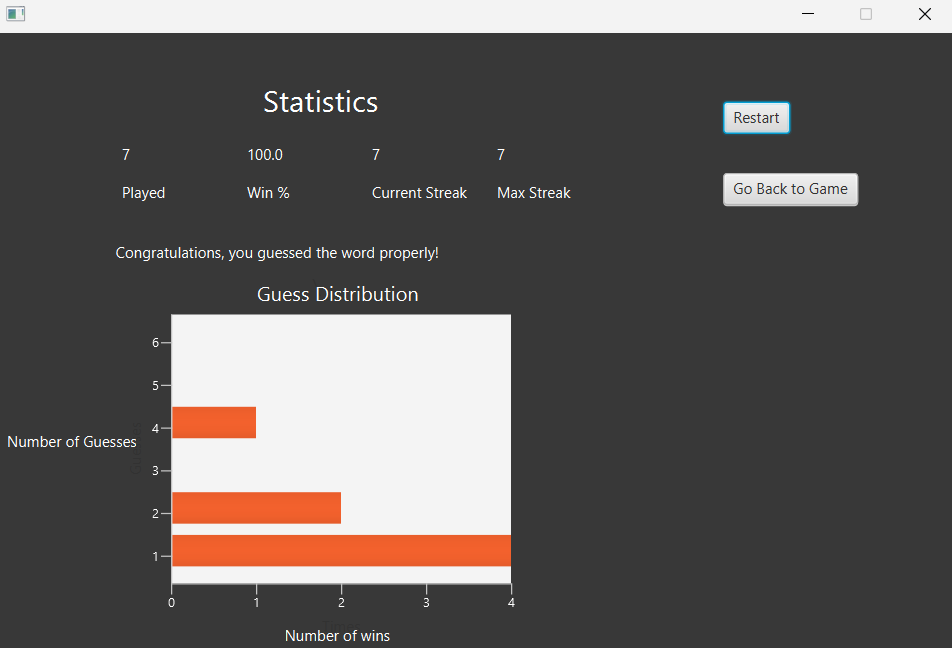 Statistics
Restart
7 100.0 7 7
Played Win % Current Streak Max Streak
Go Back to Game
Congratulations, you guessed the word properly!
Guess Distribution
6
5
4
Number of Guesses
3
2
1
0 1 2 3 4
Number of wins